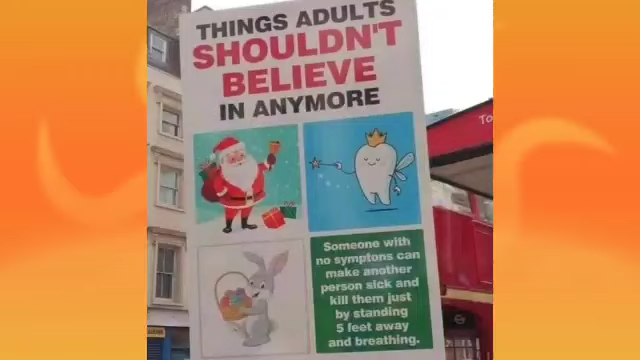 THINGS ADULTS
SHOULDN'T
BELIEVE
IN ANYMORE
Someone with
no symptons can
make another
person sick and
kill them just
by standing
5 feet away
and breathing.
To